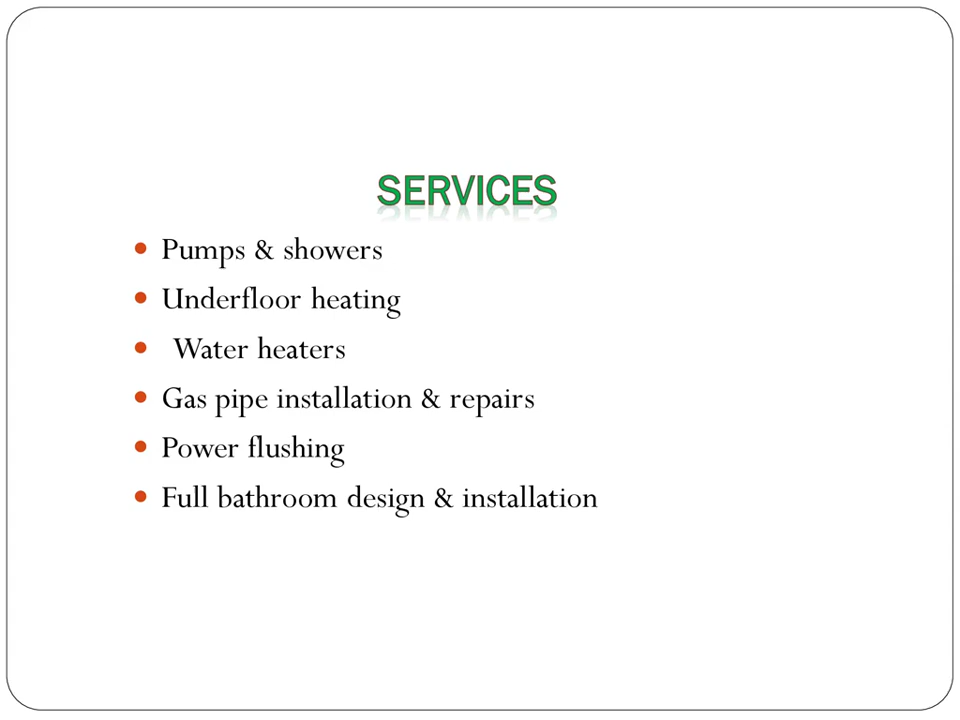 SERVICES
• Pumps & showers
• Underfloor heating
• Water heaters
• Gas pipe installation & repairs
• Power flushing
• Full bathroom design & installation